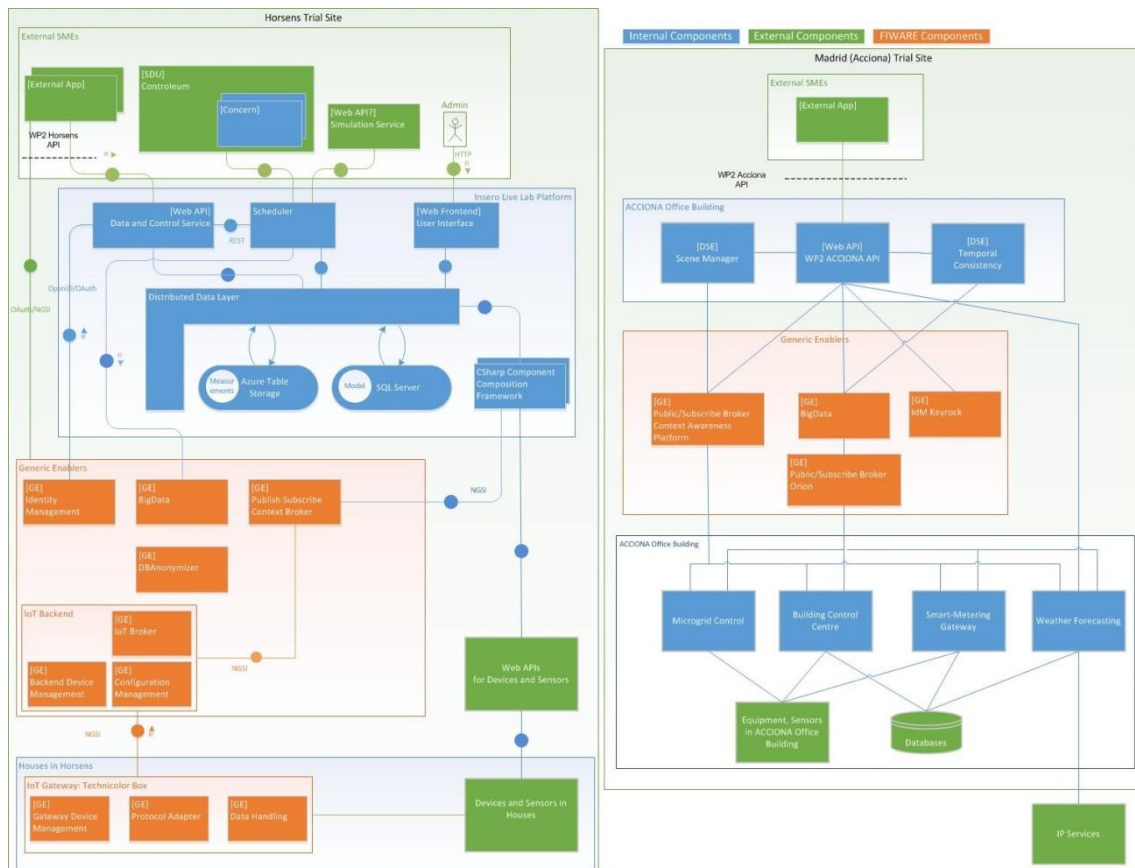 Horsens Trial Site
External SMEs
[External App]
[SDU]
Controleum
[Concern]
[Web API?]
Simulation Service
Admin
WP2 Horsens
API
R
HTTP
R
Insero Live Lab Platform
[Web API]
Data and Control Service
Scheduler
[Web Frontend]
User Interface
REST
OpenID/OAuth
OAuth/NGSI
R
R
Distributed Data Layer
Measur
ements
Azure Table
Storage
Model
SQL Server
CSharp Component
Composition
Framework
Generic Enablers
[GE]
Identity
Management
[GE]
BigData
[GE]
Publish Subscribe
Context Broker
NGSI
[GE]
DBAnonymizer
IoT Backend
[GE]
IoT Broker
[GE]
Backend Device
Management
[GE]
Configuration
Management
NGSI
Web APIs
for Devices and Sensors
NGSI
R
Houses in Horsens
IoT Gateway: Technicolor Box
[GE]
Gateway Device
Management
[GE]
Protocol Adapter
[GE]
Data Handling
Devices and Sensors in
Houses
Internal Components
External Components
FIWARE Components
Madrid (Acciona) Trial Site
External SMEs
[External App]
WP2 Acciona
API
ACCIONA Office Building
[DSE]
Scene Manager
[Web API]
WP2 ACCIONA API
[DSE]
Temporal
Consistency
Generic Enablers
[GE]
Public/Subscribe Broker
Context Awareness
Platform
[GE]
BigData
[GE]
IdM Keyrock
[GE]
Public/Subscribe Broker
Orion
ACCIONA Office Building
Microgrid Control
Building Control
Centre
Smart-Metering
Gateway
Weather Forecasting
Equipment, Sensors
in ACCIONA Office
Building
Databases
IP Services